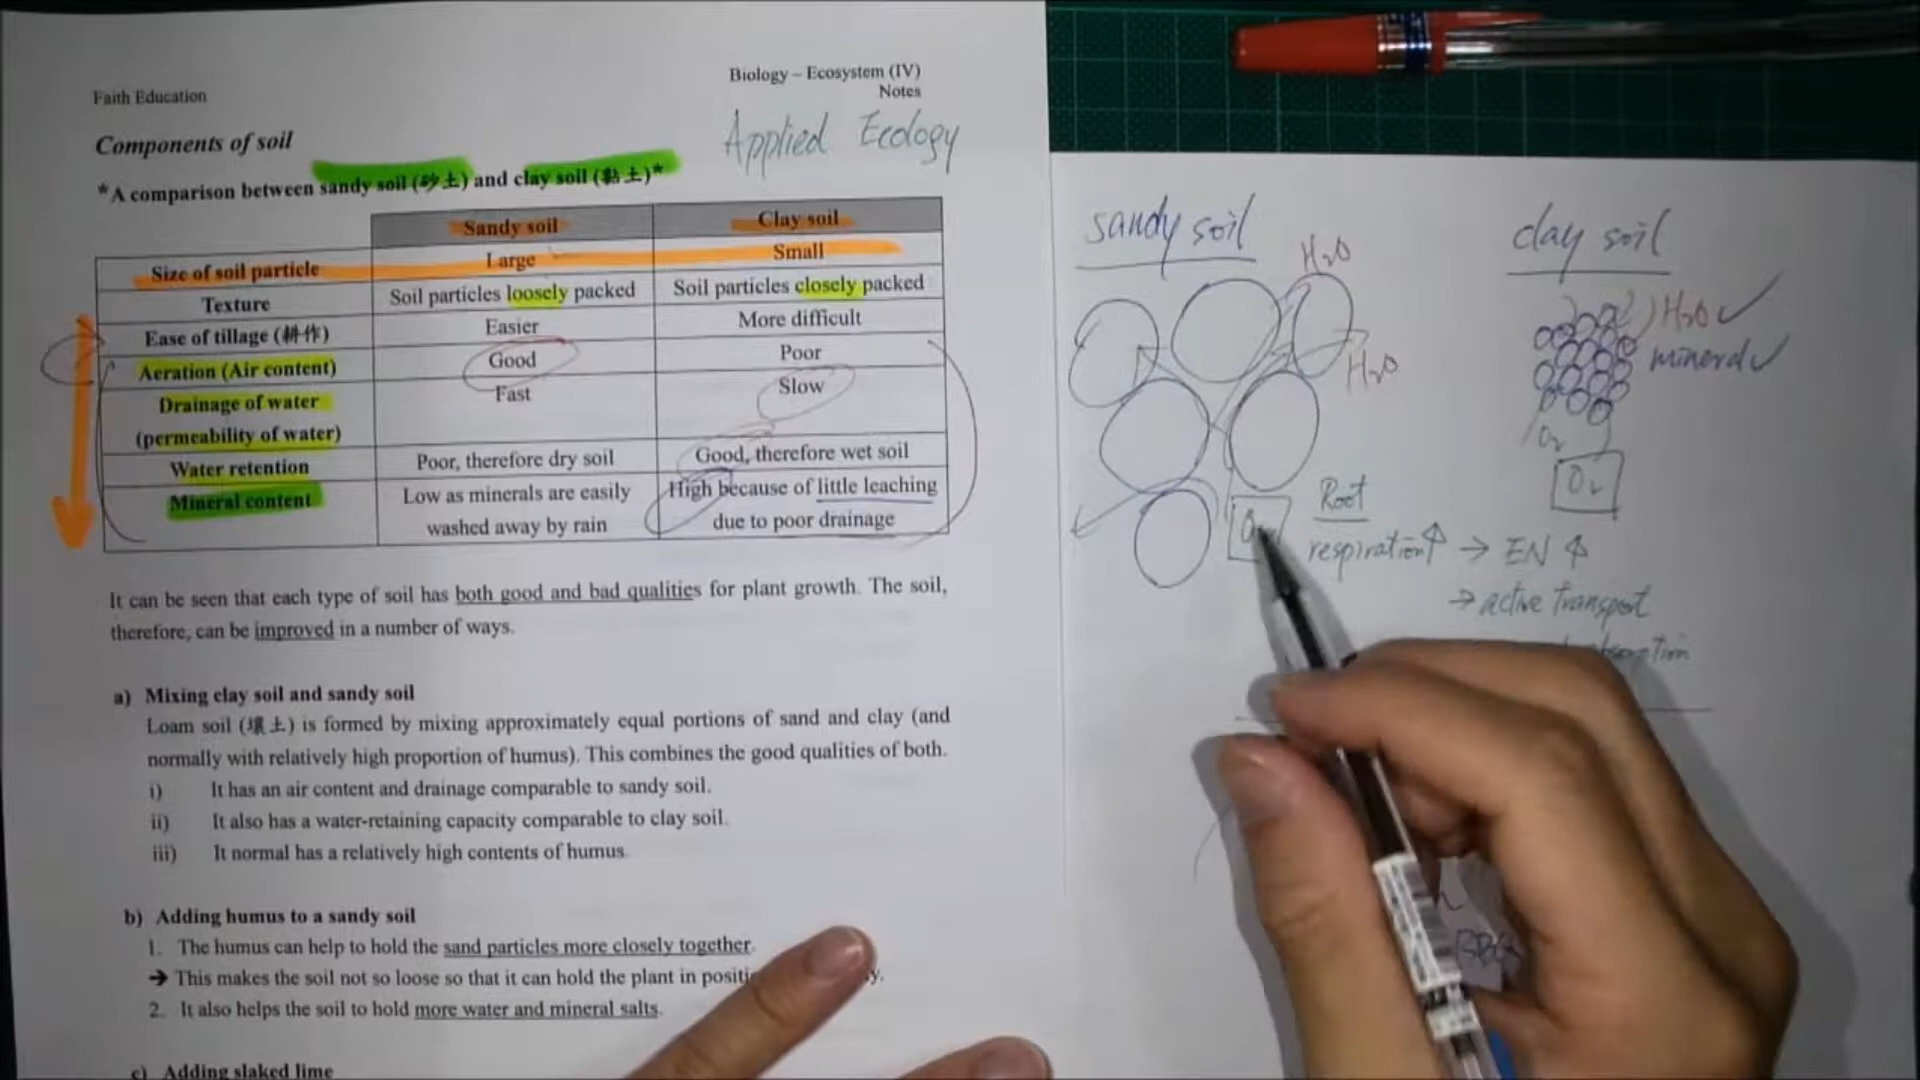 Faith Education
Biology – Ecosystem (IV)
Notes
Applied Ecology
Components of soil
*A comparison between sandy soil (砂土) and clay soil (黏土)*
Sandy soil Clay soil
Size of soil particle Large Small
Texture Soil particles loosely packed Soil particles closely packed
Ease of tillage (耕作) Easier More difficult
Aeration (Air content) Good Poor
Drainage of water Fast Slow
(permeability of water)
Water retention Poor, therefore dry soil Good, therefore wet soil
Mineral content Low as minerals are easily High because of little leaching
washed away by rain due to poor drainage
It can be seen that each type of soil has both good and bad qualities for plant growth. The soil,
therefore, can be improved in a number of ways.
a) Mixing clay soil and sandy soil
Loam soil (壤土) is formed by mixing approximately equal portions of sand and clay (and
normally with relatively high proportion of humus). This combines the good qualities of both.
i) It has an air content and drainage comparable to sandy soil.
ii) It also has a water-retaining capacity comparable to clay soil.
iii) It normal has a relatively high contents of humus.
b) Adding humus to a sandy soil
1. The humus can help to hold the sand particles more closely together.
➔ This makes the soil not so loose so that it can hold the plant in
2. It also helps the soil to hold more water and mineral salts.
c) Adding slaked lime
sandy soil
H₂O
H₂O
clay soil
H₂O ✓
mineral ✓
O₂
O₂
Root
respiration↑ → EN ↑
→ active transport